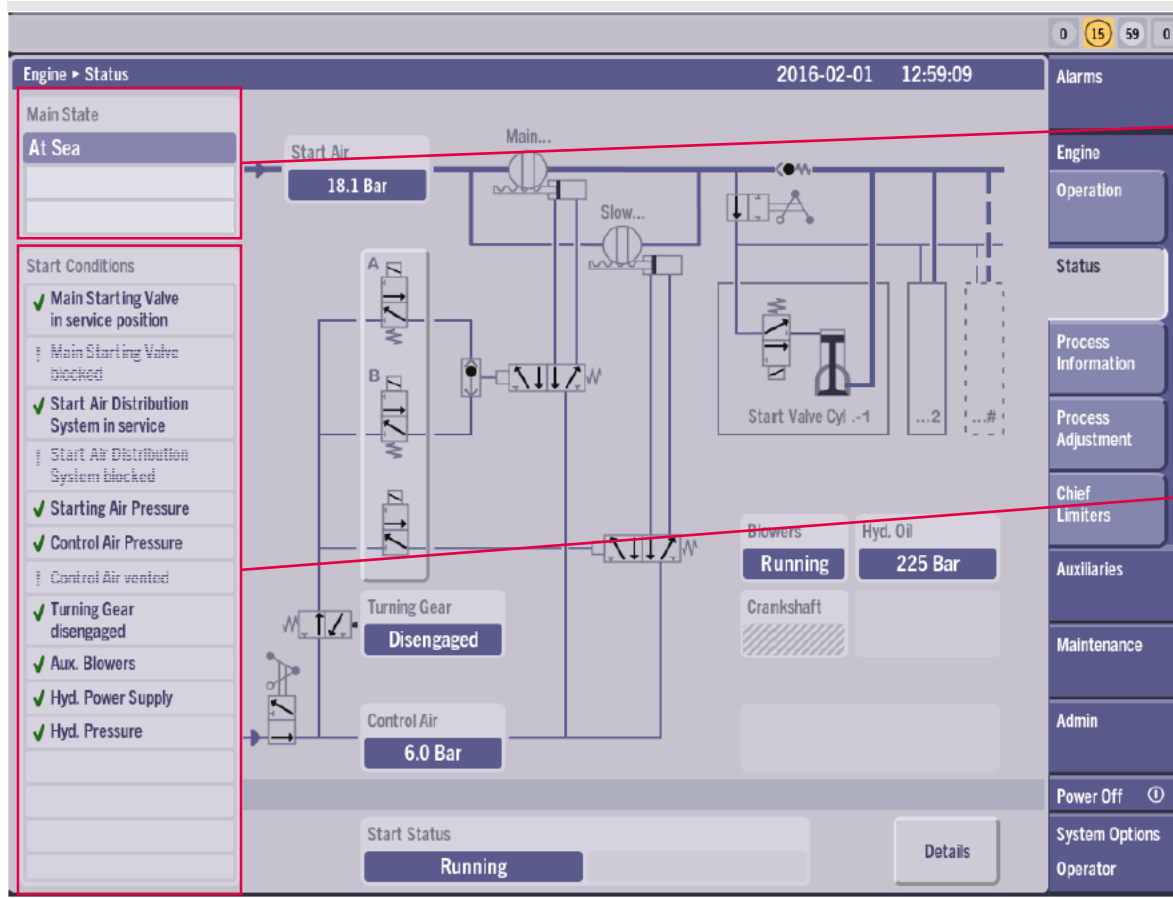 0 15 59 0
Engine ▸ Status
2016-02-01 12:59:09
Main State
At Sea
Start Conditions
Main Starting Valve
in service position
Main Starting Valve
blocked
Start Air Distribution
System in service
Start Air Distribution
System blocked
Starting Air Pressure
Control Air Pressure
Control Air vented
Turning Gear
disengaged
Aux. Blowers
Hyd. Power Supply
Hyd. Pressure
Start Air
18.1 Bar
Main...
Slow...
A
B
Start Valve Cyl .-1
...2
...#
Blowers
Running
Hyd. Oil
225 Bar
Crankshaft
Turning Gear
Disengaged
Control Air
6.0 Bar
Start Status
Running
Details
Alarms
Engine
Operation
Status
Process
Information
Process
Adjustment
Chief
Limiters
Auxiliaries
Maintenance
Admin
Power Off
System Options
Operator